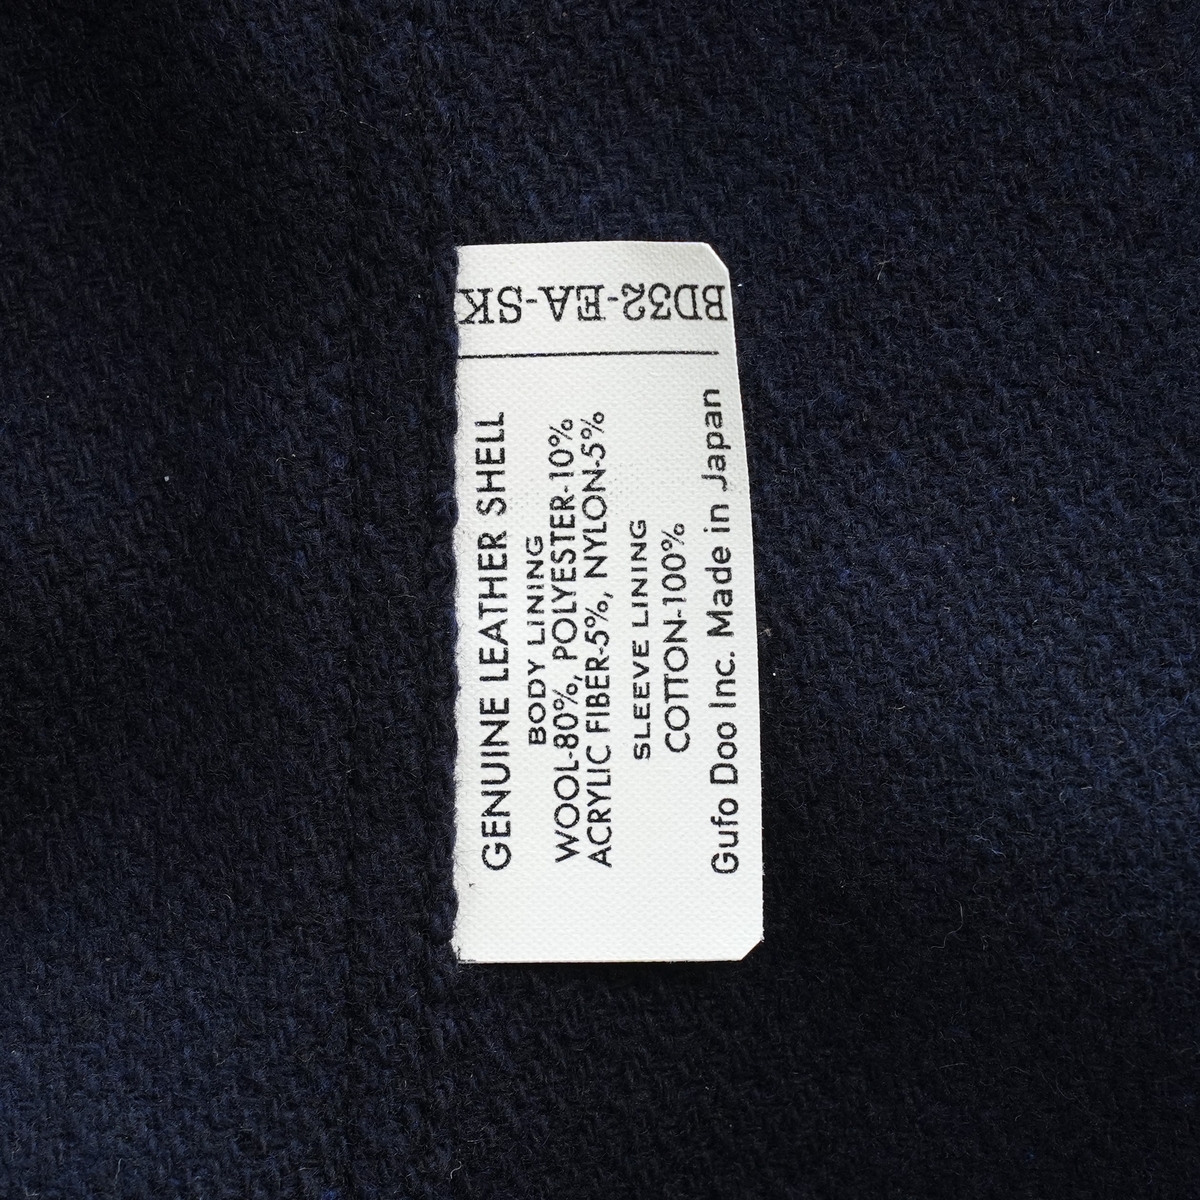 BD32-EA-SK
GENUINE LEATHER SHELL
BODY LINING
WOOL-80%, POLYESTER-10%
ACRYLIC FIBER-5%, NYLON-5%
SLEEVE LINING
COTTON-100%
Gufo Doo Inc. Made in Japan